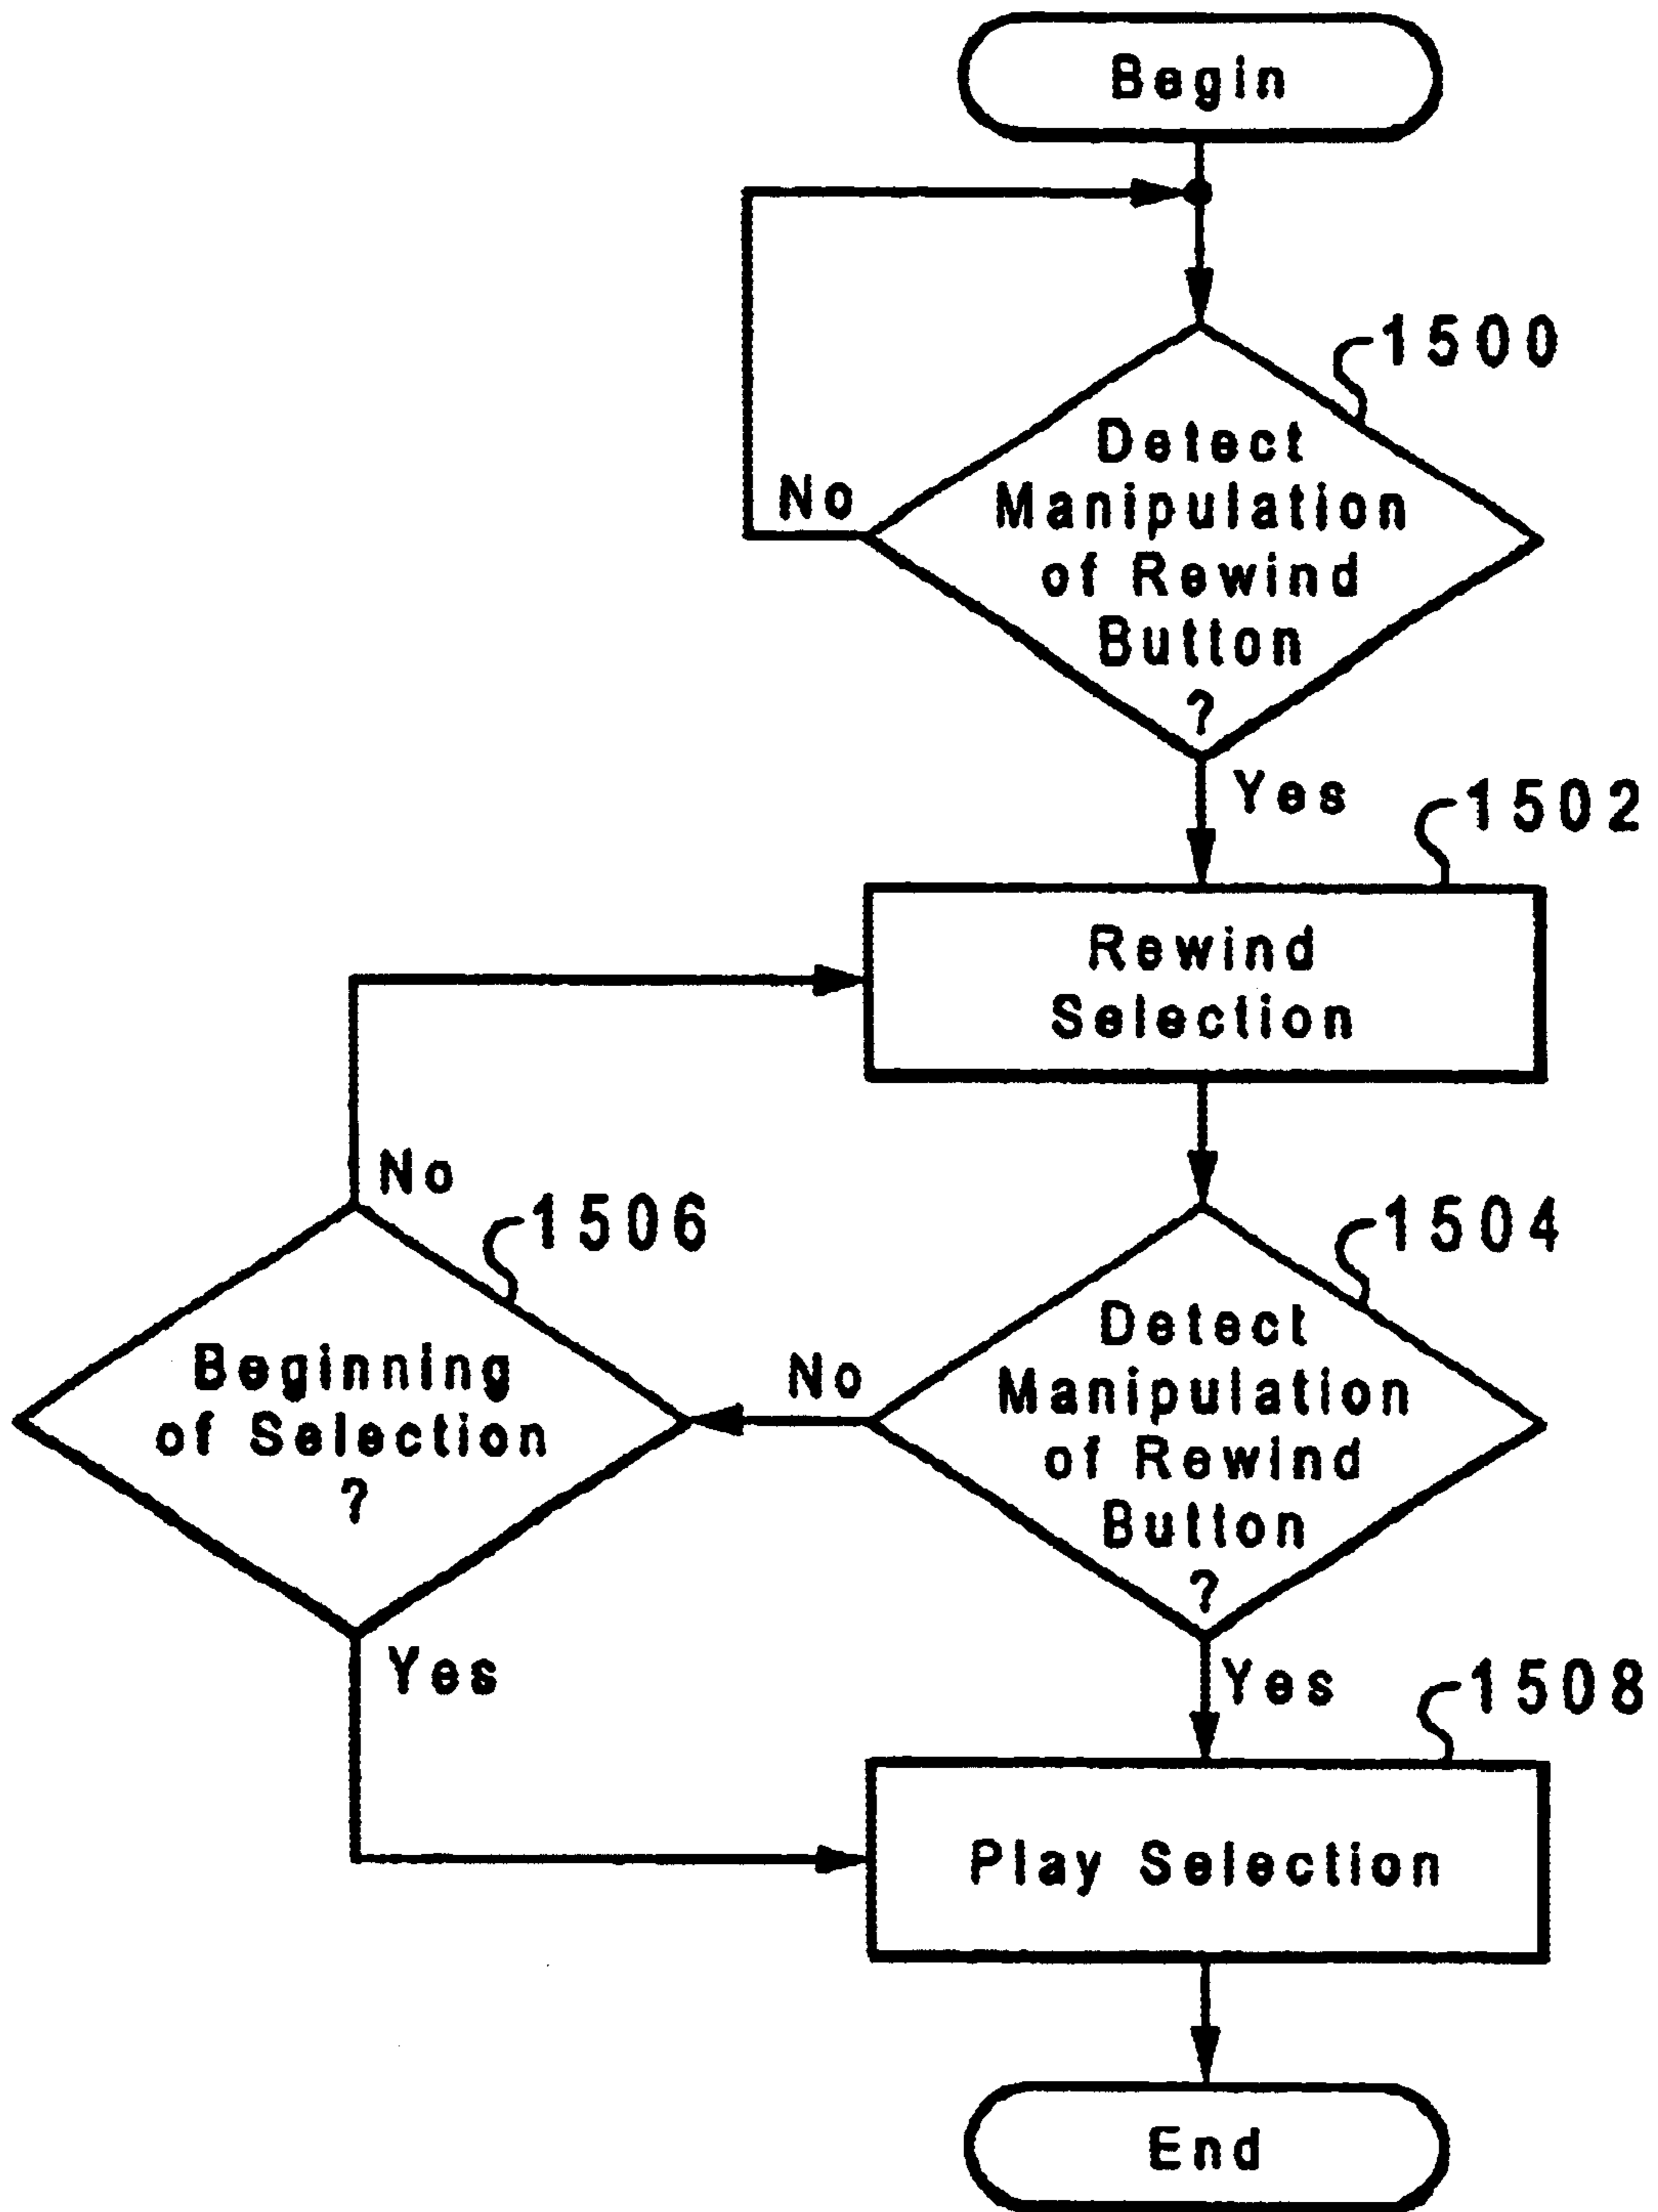 Begin
1500
Detect
Manipulation
of Rewind
Button
?
No
Yes
1502
Rewind
Selection
No
1506
Beginning
of Selection
?
1504
Detect
Manipulation
of Rewind
Button
?
No
Yes
Yes
1508
Play Selection
End